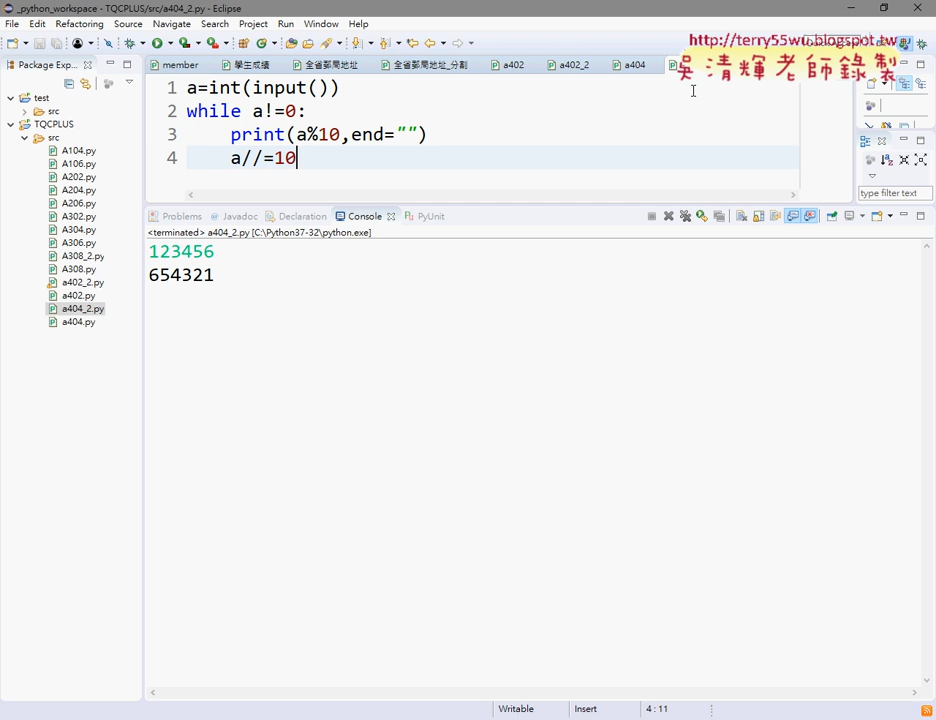 _python_workspace - TQCPLUS/src/a404_2.py - Eclipse
File Edit Refactoring Source Navigate Search Project Run Window Help
http://terry55wu.blogspot.tw
吳清輝老師錄製
Package Exp...
member 學生成績 全省郵局地址 全省郵局地址_分割 a402 a402_2 a404
test
src
TQCPLUS
src
A104.py
A106.py
A202.py
A204.py
A206.py
A302.py
A304.py
A306.py
A308_2.py
A308.py
a402_2.py
a402.py
a404_2.py
a404.py
1 a=int(input())
2 while a!=0:
3 print(a%10,end="")
4 a//=10
type filter text
Problems Javadoc Declaration Console PyUnit
<terminated> a404_2.py [C:\Python37-32\python.exe]
123456
654321
Writable Insert 4 : 11